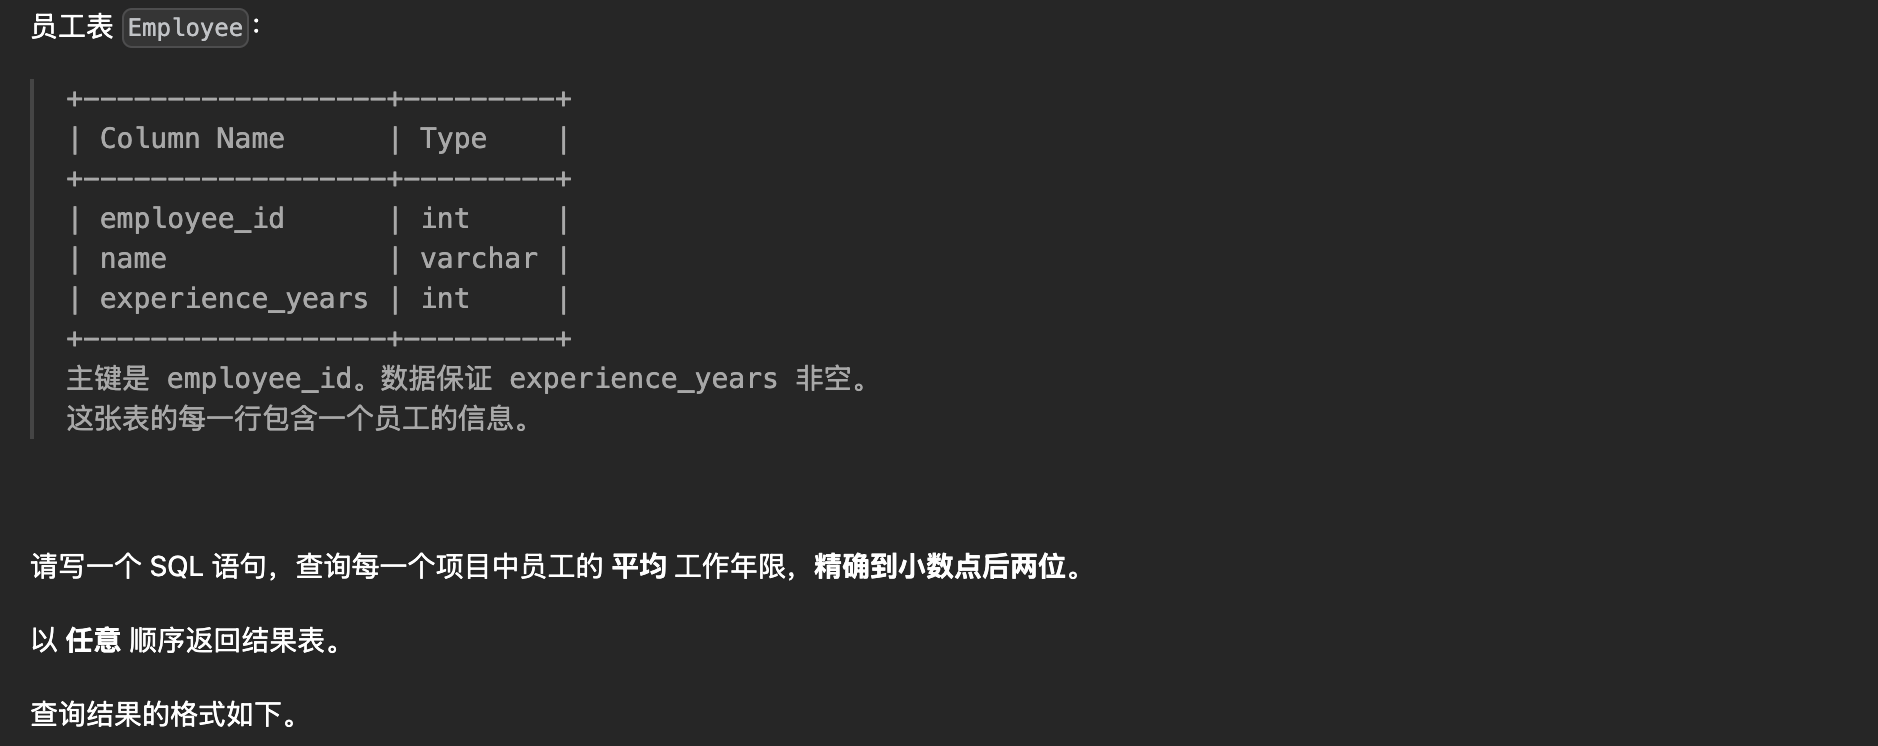 员工表 Employee：
+------------------+---------+
| Column Name      | Type    |
+------------------+---------+
| employee_id      | int     |
| name             | varchar |
| experience_years | int     |
+------------------+---------+
主键是 employee_id。数据保证 experience_years 非空。
这张表的每一行包含一个员工的信息。
请写一个 SQL 语句，查询每一个项目中员工的 平均 工作年限，精确到小数点后两位。
以 任意 顺序返回结果表。
查询结果的格式如下。